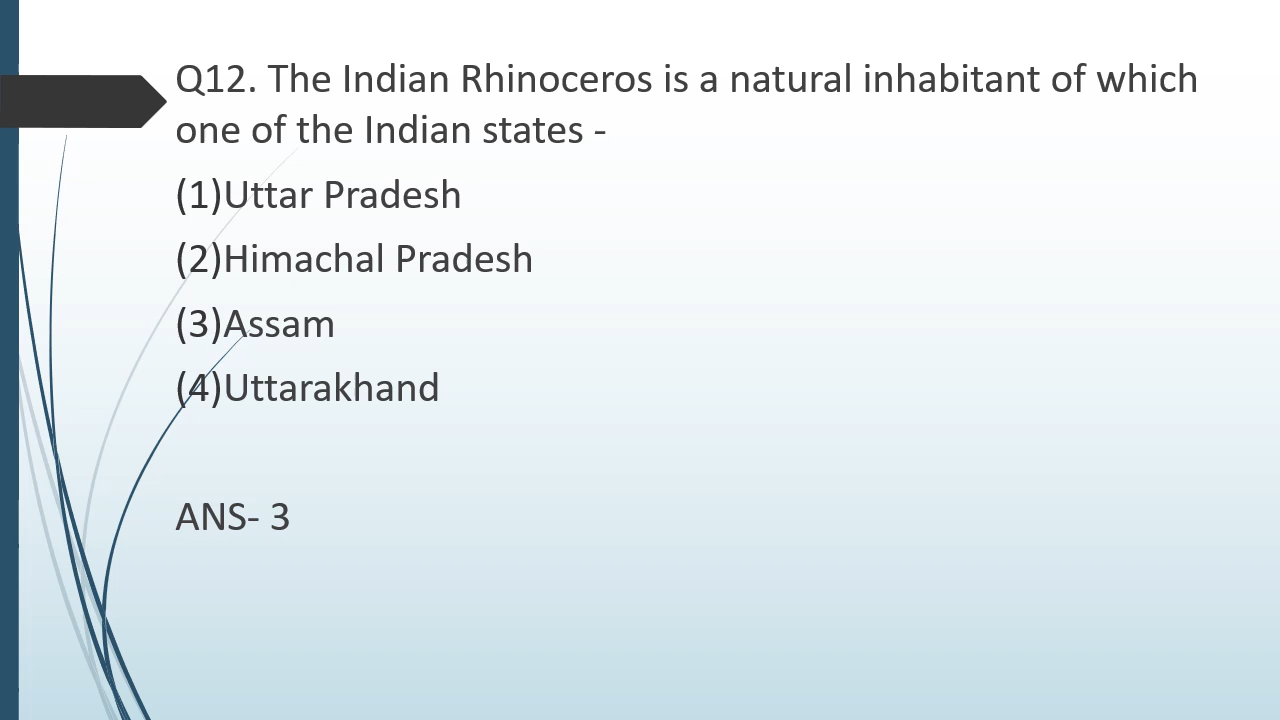 Q12. The Indian Rhinoceros is a natural inhabitant of which
one of the Indian states -
(1)Uttar Pradesh
(2)Himachal Pradesh
(3)Assam
(4)Uttarakhand
ANS- 3